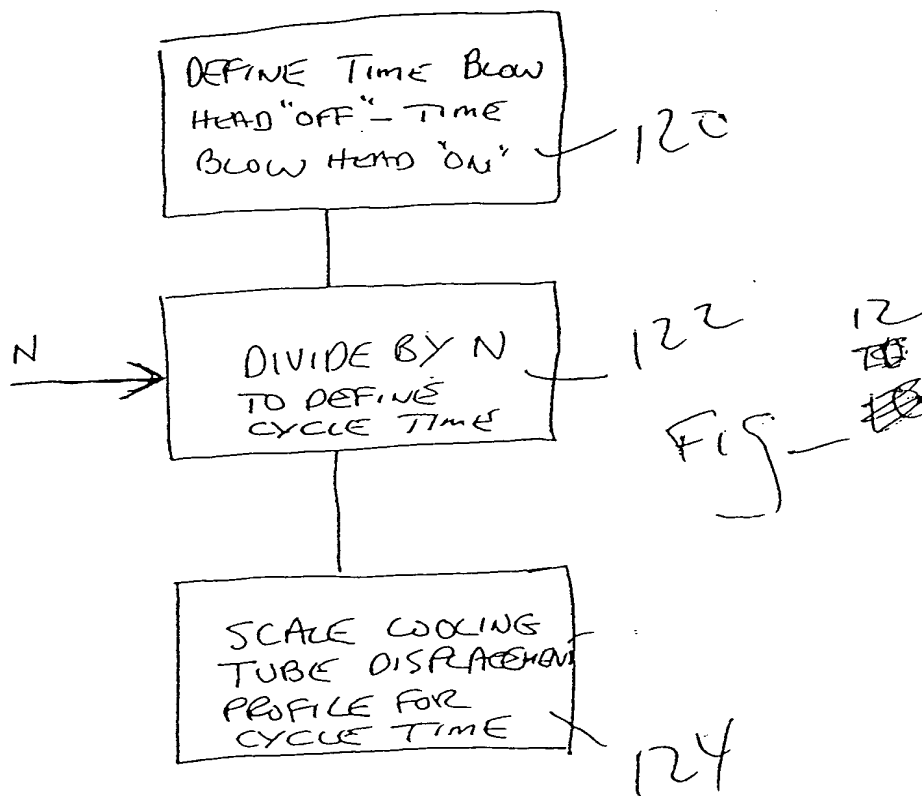 DEFINE TIME BLOW
HEAD "OFF" - TIME
BLOW HEAD "ON"
120
N
DIVIDE BY N
TO DEFINE
CYCLE TIME
122
Fig - 12
SCALE COOLING
TUBE DISPLACEMENT
PROFILE FOR
CYCLE TIME
124